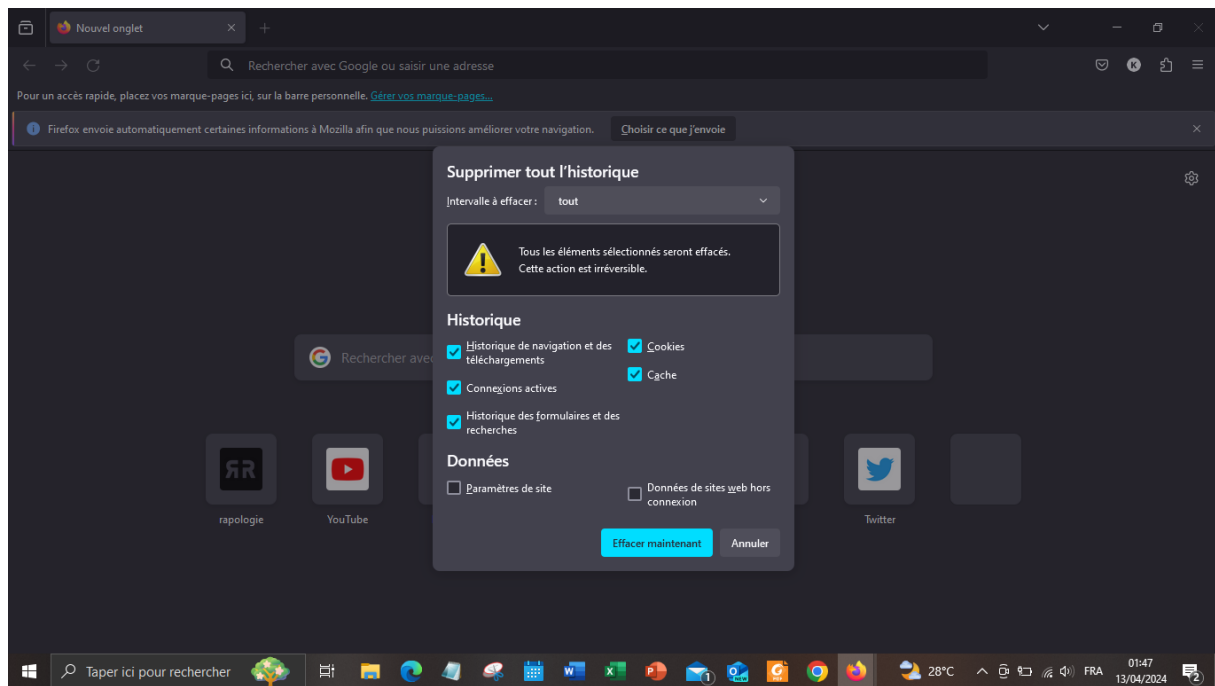 Nouvel onglet
Rechercher avec Google ou saisir une adresse
K
Pour un accès rapide, placez vos marque-pages ici, sur la barre personnelle. Gérer vos marque-pages...
Firefox envoie automatiquement certaines informations à Mozilla afin que nous puissions améliorer votre navigation. Choisir ce que j'envoie
Supprimer tout l'historique
Intervalle à effacer : tout
Tous les éléments sélectionnés seront effacés.
Cette action est irréversible.
Historique
Historique de navigation et des
téléchargements
Cookies
Cache
Connexions actives
Historique des formulaires et des
recherches
Rechercher avec
Données
Paramètres de site
Données de sites web hors
connexion
Effacer maintenant Annuler
rapologie
YouTube
Twitter
Taper ici pour rechercher
28°C
FRA
01:47
13/04/2024